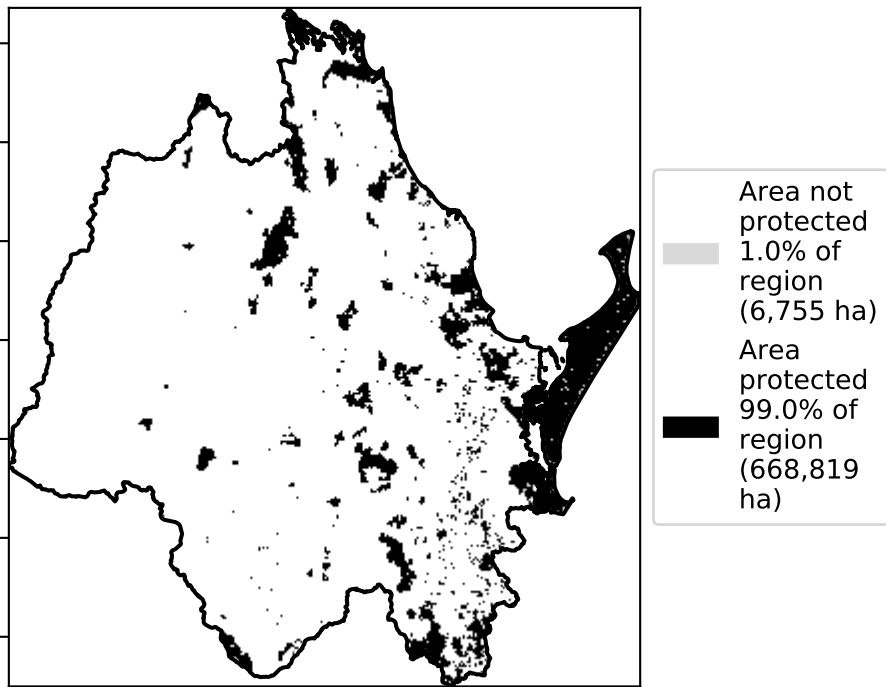 Area not
protected
1.0% of
region
(6,755 ha)
Area
protected
99.0% of
region
(668,819
ha)